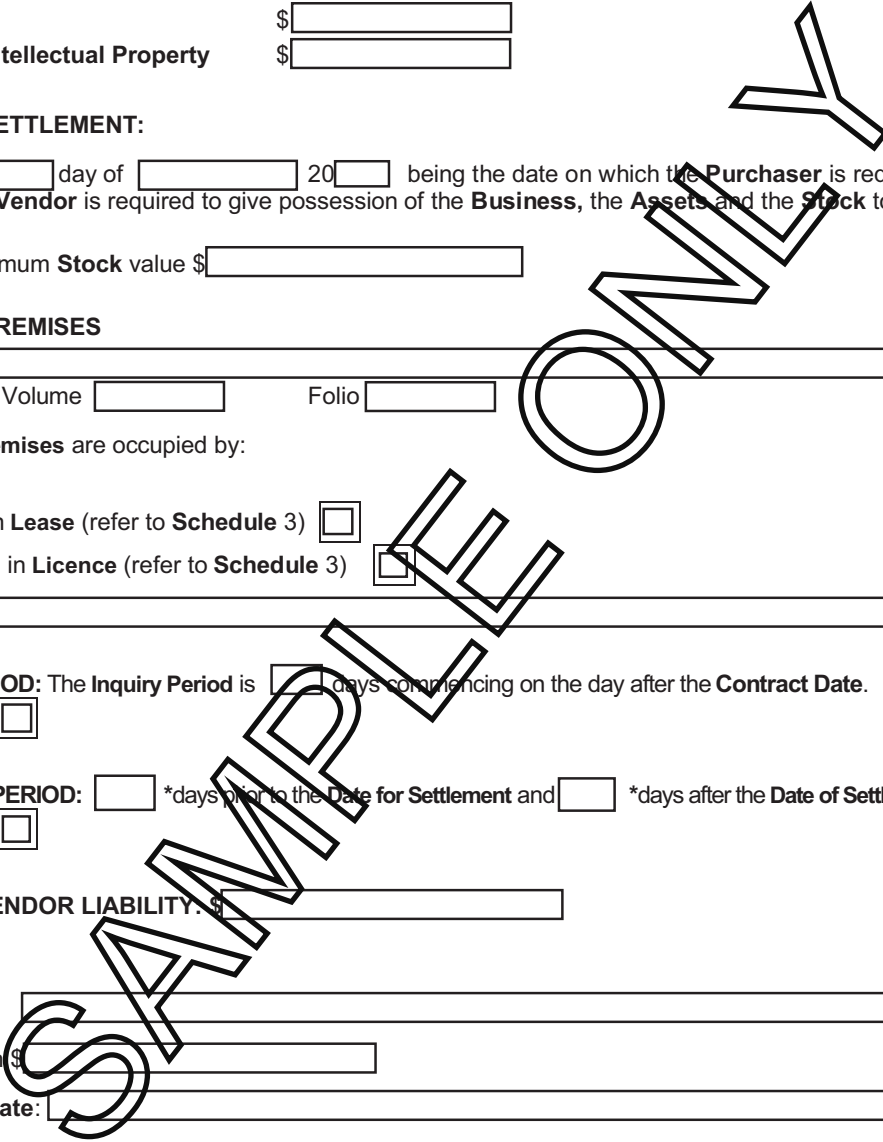 $
tellectual Property $
ETTLEMENT:
day of 20 being the date on which the Purchaser is req
Vendor is required to give possession of the Business, the Assets and the Stock to
mum Stock value $
REMISES
Volume Folio
mises are occupied by:
Lease (refer to Schedule 3)
in Licence (refer to Schedule 3)
OD: The Inquiry Period is days commencing on the day after the Contract Date.
PERIOD: *days prior to the Date for Settlement and *days after the Date of Settl
ENDOR LIABILITY: $
$
ate:
SAMPLE ONLY